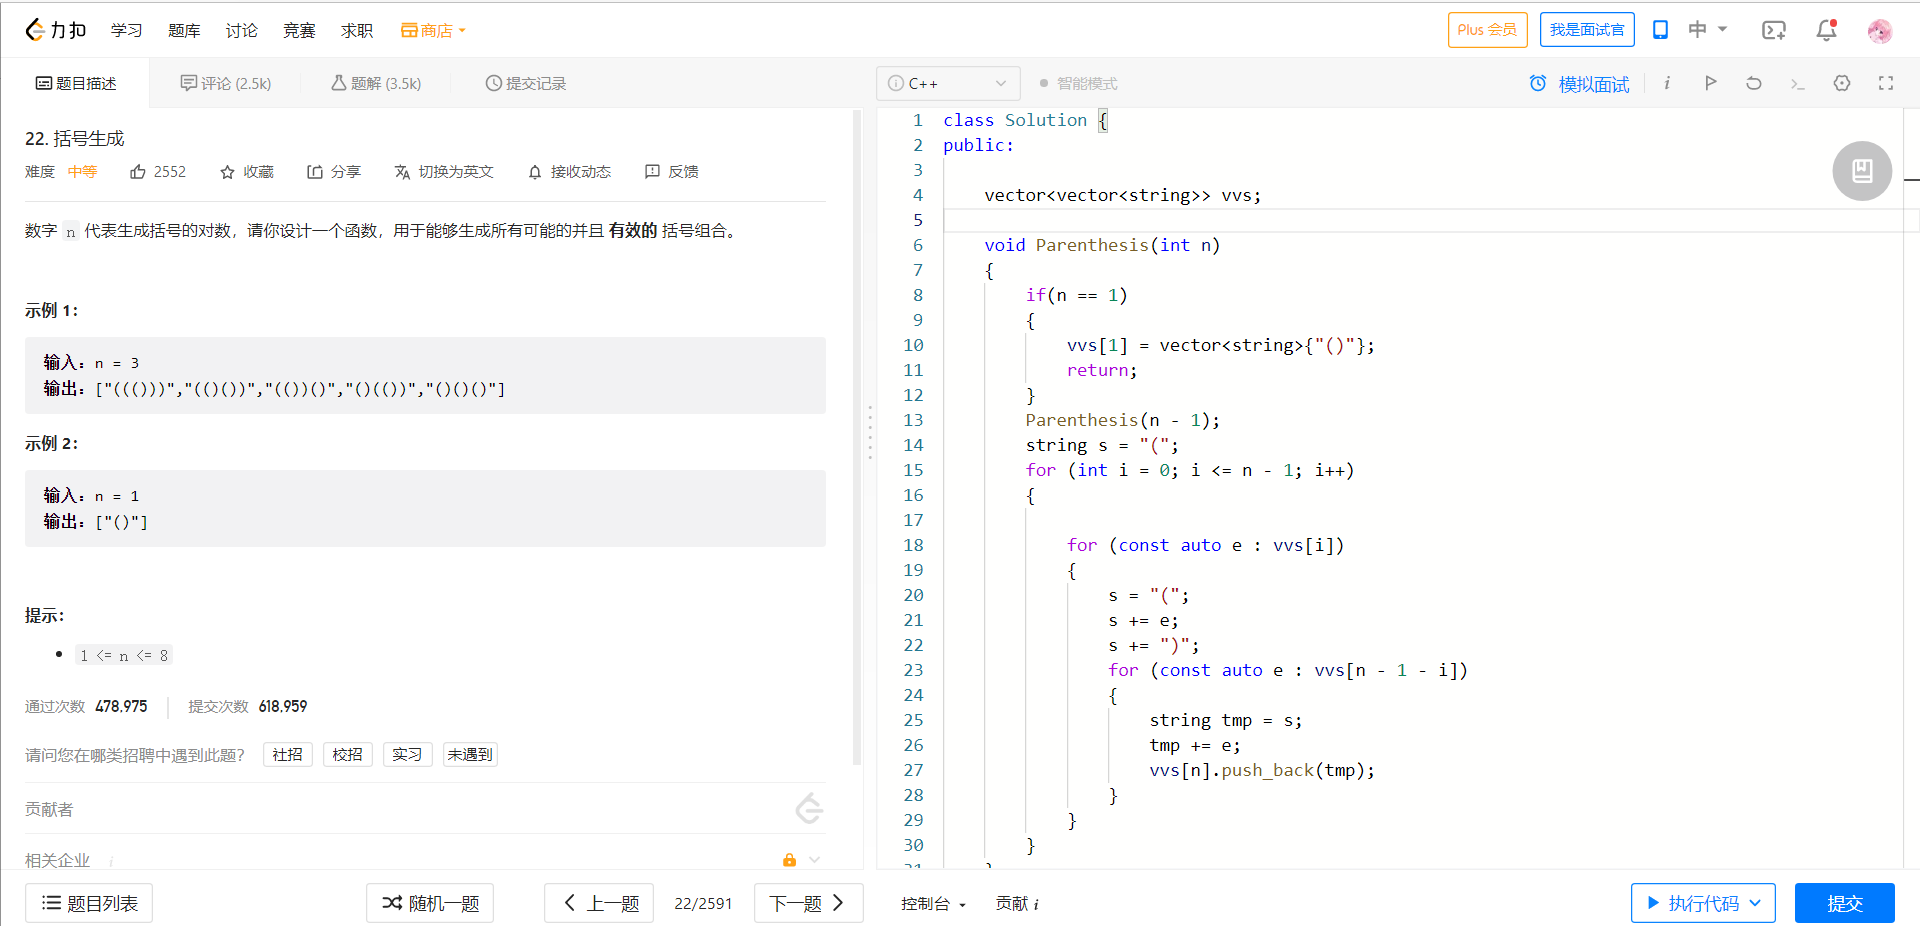 力扣 学习 题库 讨论 竞赛 求职 商店 Plus 会员 我是面试官 中
题目描述 评论 (2.5k) 题解 (3.5k) 提交记录
i C++ 智能模式 模拟面试 i
22. 括号生成
难度 中等 2552 收藏 分享 切换为英文 接收动态 反馈
数字 n 代表生成括号的对数，请你设计一个函数，用于能够生成所有可能的并且 有效的 括号组合。
示例 1：
输入：n = 3
输出：["((()))","(()())","(())()","()(())","()()()"]
示例 2：
输入：n = 1
输出：["()"]
提示：
1 <= n <= 8
通过次数 478,975 提交次数 618,959
请问您在哪类招聘中遇到此题？ 社招 校招 实习 未遇到
贡献者
相关企业 i
1 class Solution {
2 public:
3
4 vector<vector<string>> vvs;
5
6 void Parenthesis(int n)
7 {
8 if(n == 1)
9 {
10 vvs[1] = vector<string>{"()"};
11 return;
12 }
13 Parenthesis(n - 1);
14 string s = "(";
15 for (int i = 0; i <= n - 1; i++)
16 {
17
18 for (const auto e : vvs[i])
19 {
20 s = "(";
21 s += e;
22 s += ")";
23 for (const auto e : vvs[n - 1 - i])
24 {
25 string tmp = s;
26 tmp += e;
27 vvs[n].push_back(tmp);
28 }
29 }
30 }
题目列表 随机一题 上一题 22/2591 下一题 控制台 贡献 i 执行代码 提交